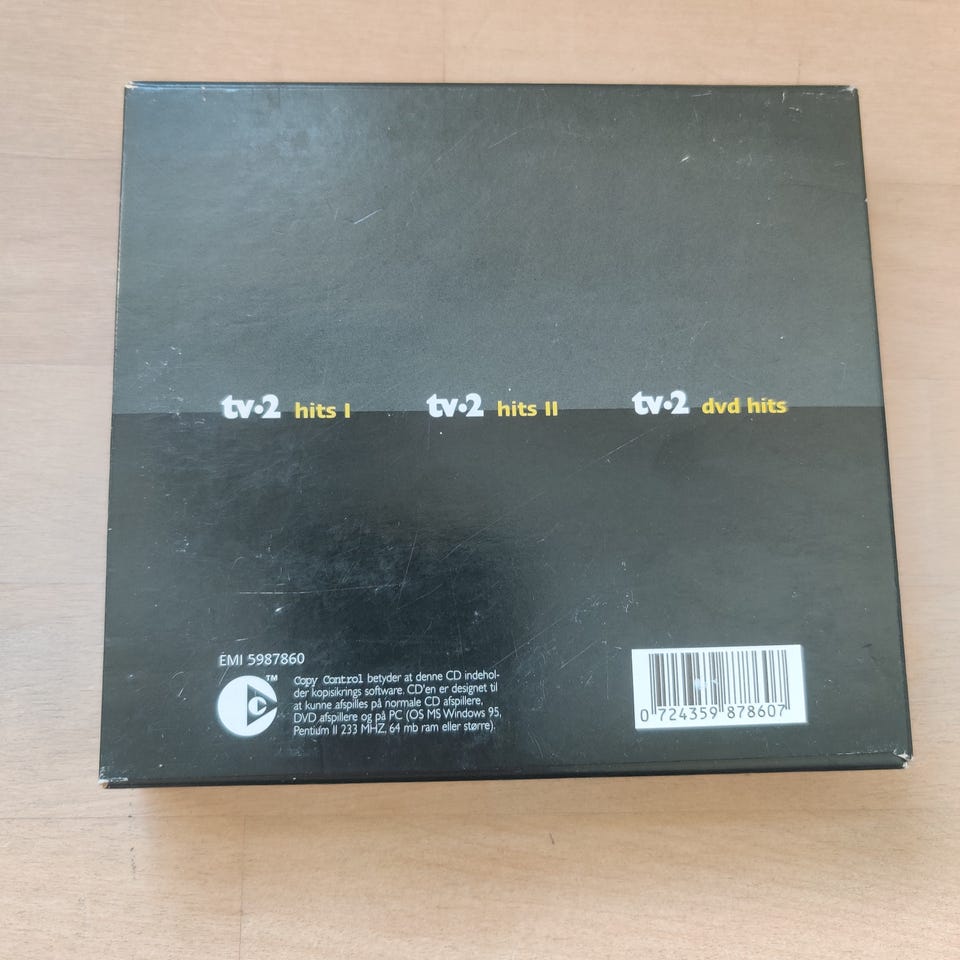 tv·2 hits I tv·2 hits II tv·2 dvd hits
EMI 5987860
Copy Control betyder at denne CD indehol-
der kopisikrings software. CD'en er designet til
at kunne afspilles på normale CD afspillere,
DVD afspillere og på PC (OS MS Windows 95,
Pentium II 233 MHZ, 64 mb ram eller større).
TM
C
0 724359 878607